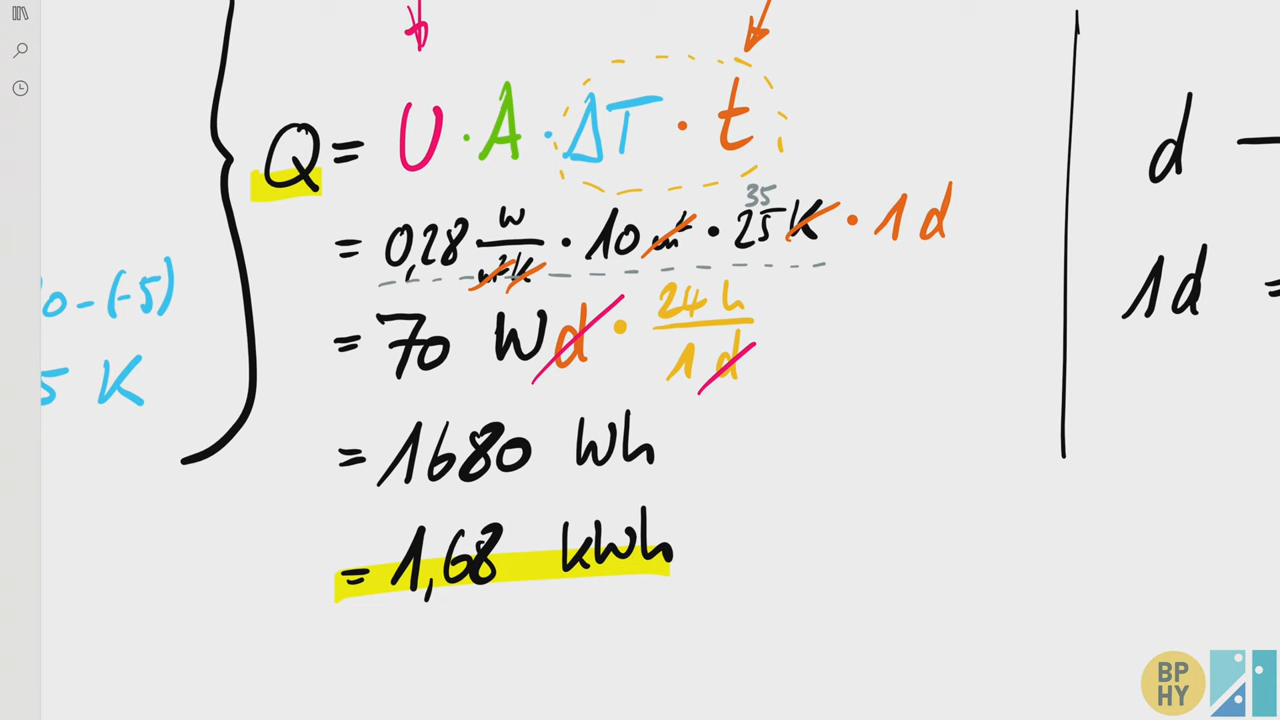 Q = U · A · ΔT · t
35
= 0,28 W/m²K · 10 m² · 25 K · 1 d
= 70 Wd · 24 h/1 d
= 1680 Wh
= 1,68 kWh
0 - (-5)
5 K
d —
1d =
BP
HY